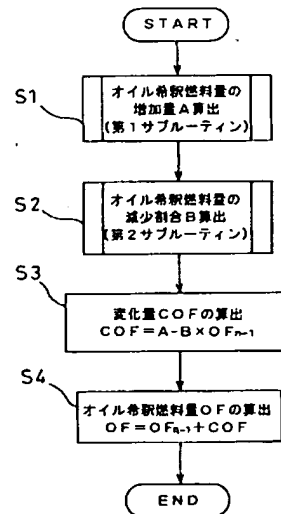 START
S1
オイル希釈燃料量の
増加量A算出
(第1サブルーティン)
S2
オイル希釈燃料量の
減少割合B算出
(第2サブルーティン)
S3
変化量COFの算出
COF=A-B×OFn-1
S4
オイル希釈燃料量OFの算出
OF=OFn-1+COF
END